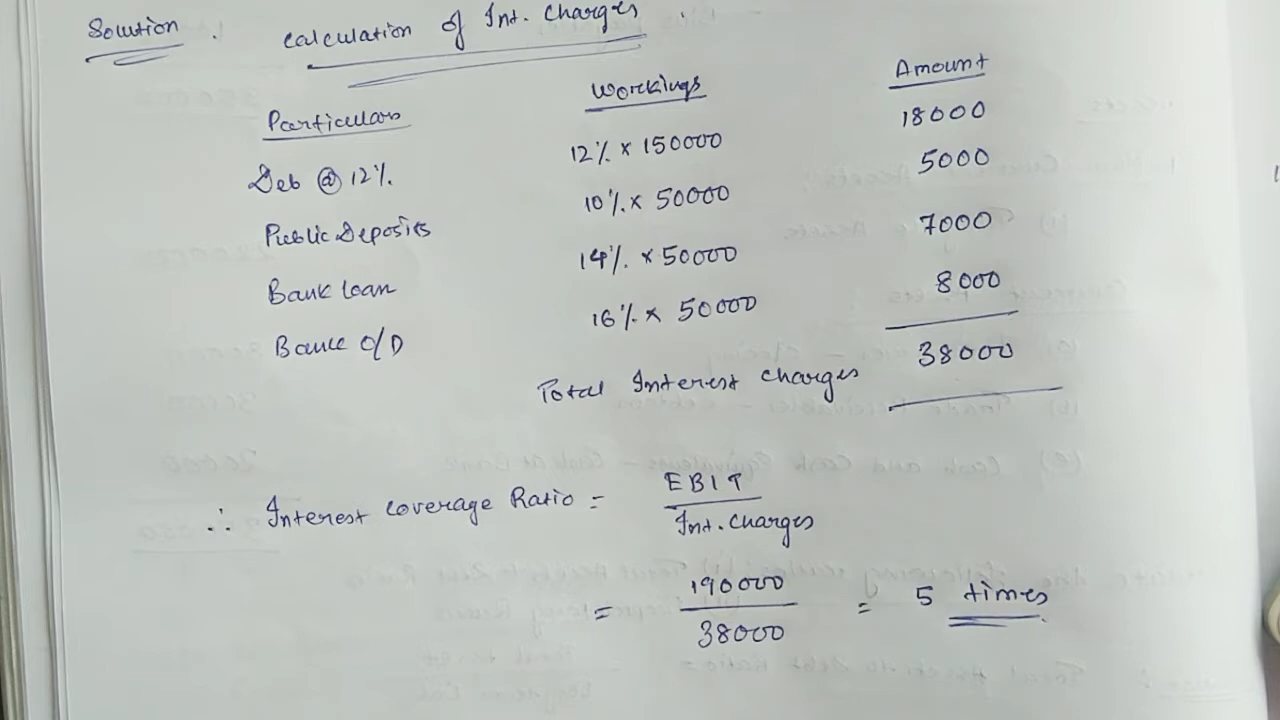 Solution . Calculation of Int. Charges .
Particulars Workings Amount
Deb @ 12%. 12% x 150000 18000
Public Deposits 10% x 50000 5000
Bank loan 14% x 50000 7000
Bank O/D 16% x 50000 8000
Total Interest charges 38000
∴ Interest Coverage Ratio = EBIT
Int. Charges
= 190000 = 5 times
38000